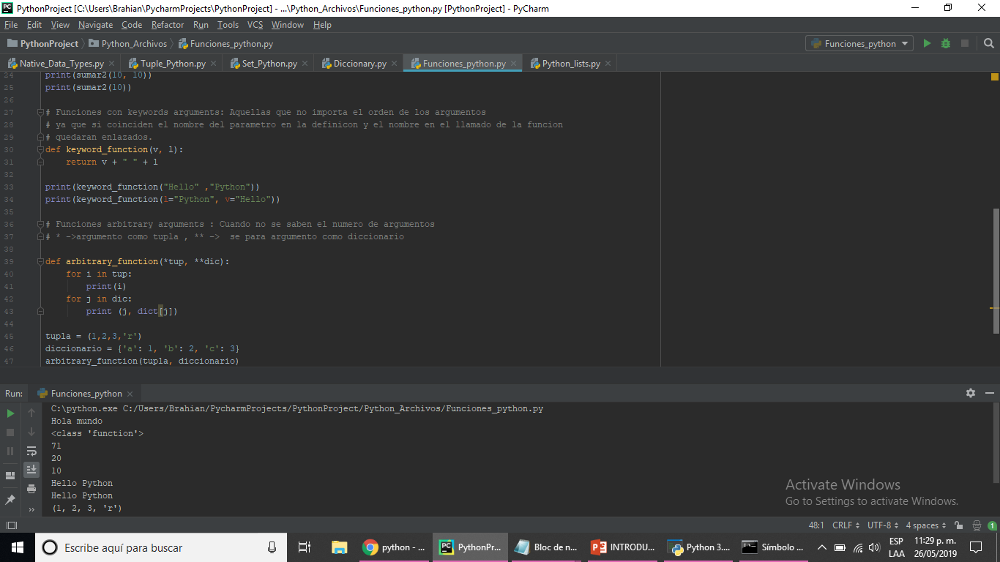 PythonProject [C:\Users\Brahian\PycharmProjects\PythonProject] - ...\Python_Archivos\Funciones_python.py [PythonProject] - PyCharm
File Edit View Navigate Code Refactor Run Tools VCS Window Help
PythonProject Python_Archivos Funciones_python.py Funciones_python
Native_Data_Types.py Tuple_Python.py Set_Python.py Diccionary.py Funciones_python.py Python_lists.py
24 print(sumar2(10, 10))
25 print(sumar2(10))
26
27 # Funciones con keywords arguments: Aquellas que no importa el orden de los argumentos
28 # ya que si coinciden el nombre del parametro en la definicon y el nombre en el llamado de la funcion
29 # quedaran enlazados.
30 def keyword_function(v, l):
31 return v + " " + l
32
33 print(keyword_function("Hello" ,"Python"))
34 print(keyword_function(l="Python", v="Hello"))
35
36 # Funciones arbitrary arguments : Cuando no se saben el numero de argumentos
37 # * ->argumento como tupla , ** -> se para argumento como diccionario
38
39 def arbitrary_function(*tup, **dic):
40 for i in tup:
41 print(i)
42 for j in dic:
43 print (j, dict[j])
44
45 tupla = (1,2,3,'r')
46 diccionario = {'a': 1, 'b': 2, 'c': 3}
47 arbitrary_function(tupla, diccionario)
Run: Funciones_python
C:\python.exe C:/Users/Brahian/PycharmProjects/PythonProject/Python_Archivos/Funciones_python.py
Hola mundo
<class 'function'>
71
20
10
Hello Python
Hello Python
(1, 2, 3, 'r')
Activate Windows
Go to Settings to activate Windows.
48:1 CRLF UTF-8 4 spaces 1
Escribe aquí para buscar
python - ... PythonPr... Bloc de n... INTRODU... Python 3.... Símbolo ...
ESP 11:29 p. m.
LAA 26/05/2019